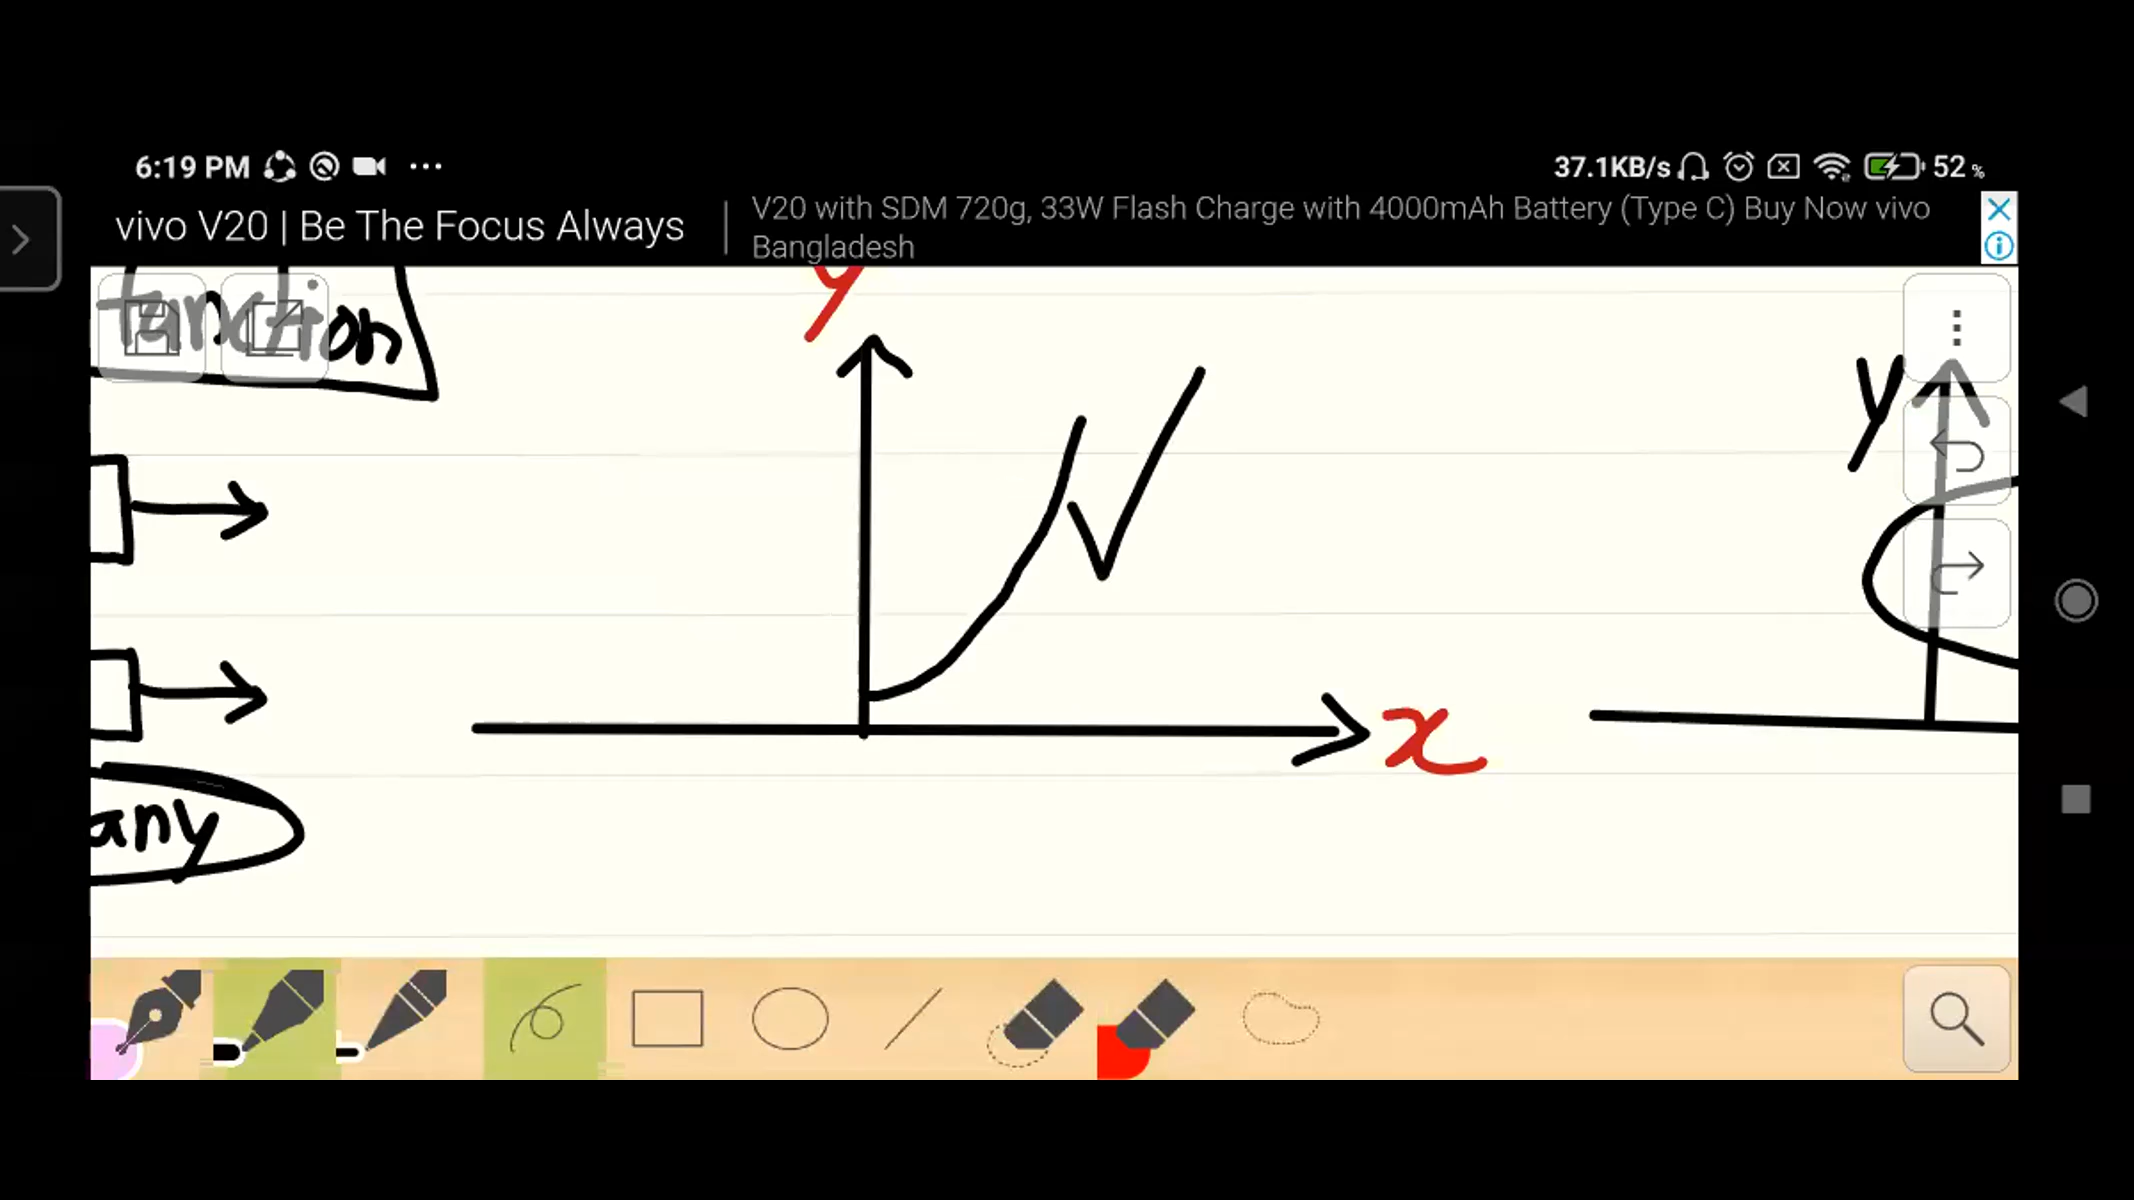 6:19 PM ... 37.1KB/s 52 %
vivo V20 | Be The Focus Always
V20 with SDM 720g, 33W Flash Charge with 4000mAh Battery (Type C) Buy Now vivo
Bangladesh
function
y
y
x
any